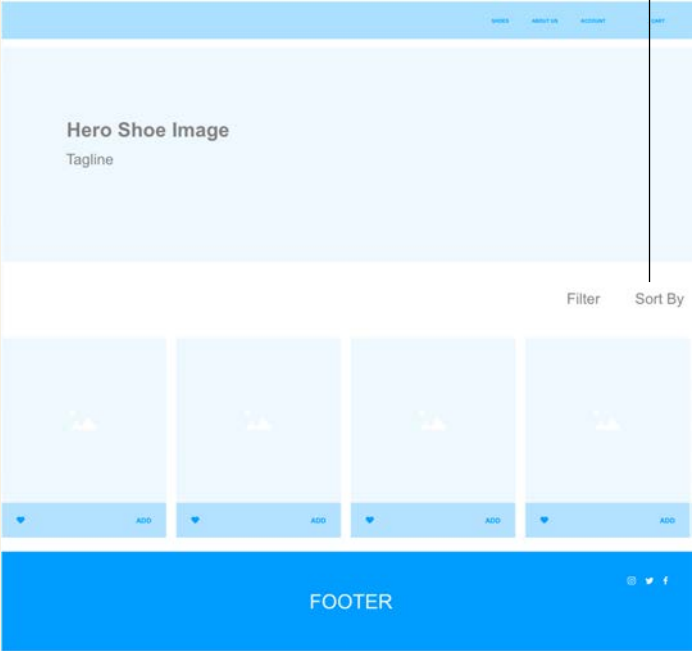 SHOES ABOUT US ACCOUNT CART
Hero Shoe Image
Tagline
Filter Sort By
ADD ADD ADD ADD
FOOTER